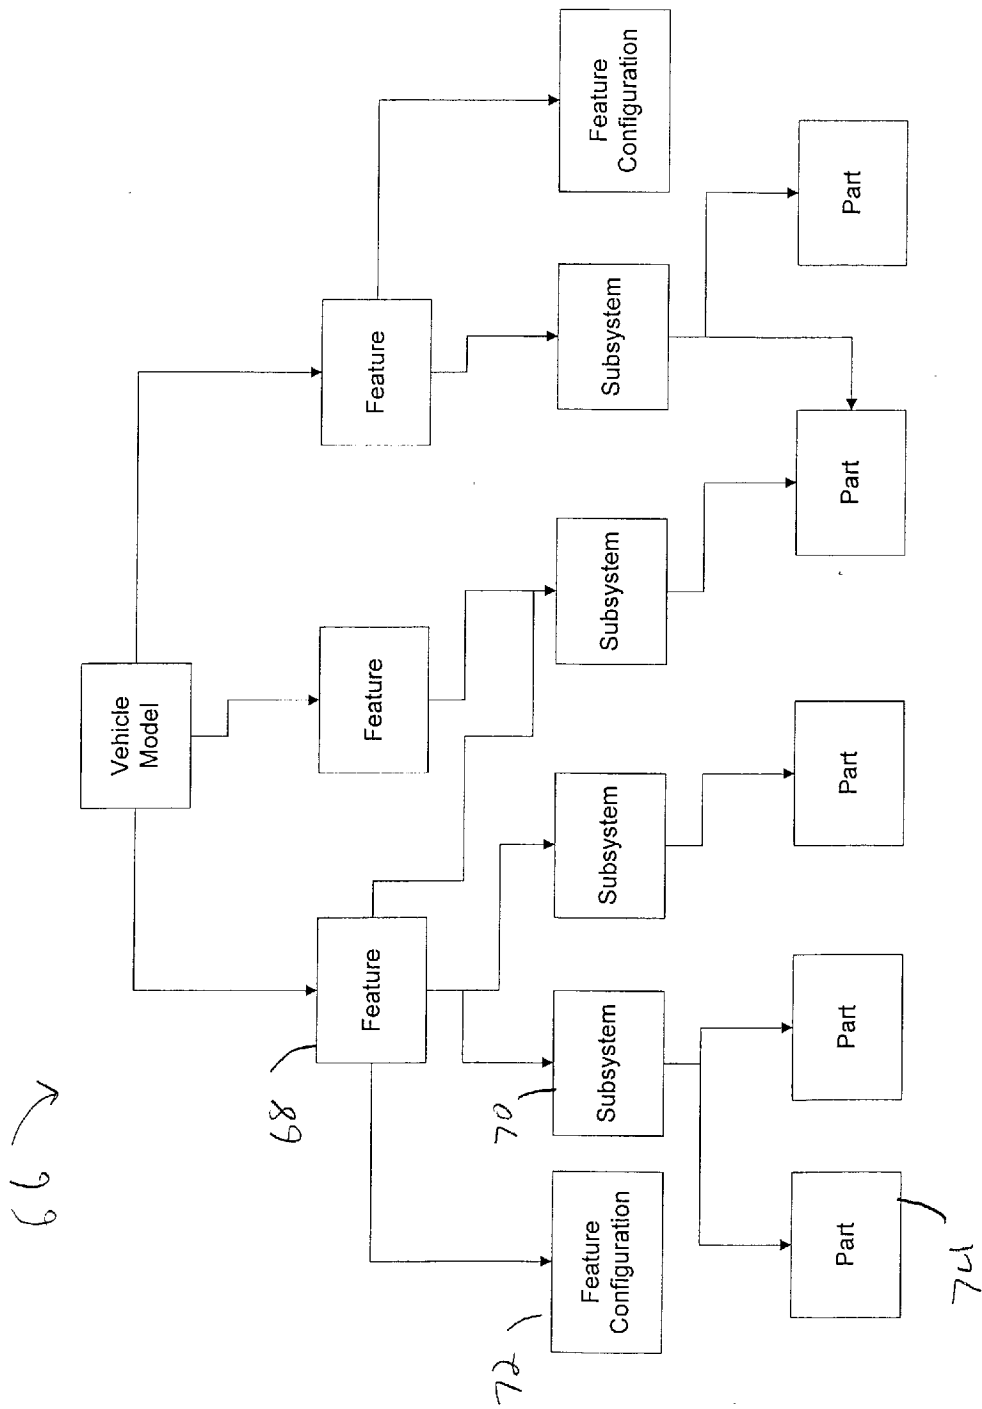 66
Vehicle
Model
68
Feature
Feature
Feature
72
Feature
Configuration
70
Subsystem
Subsystem
Subsystem
Subsystem
Feature
Configuration
74
Part
Part
Part
Part
Part